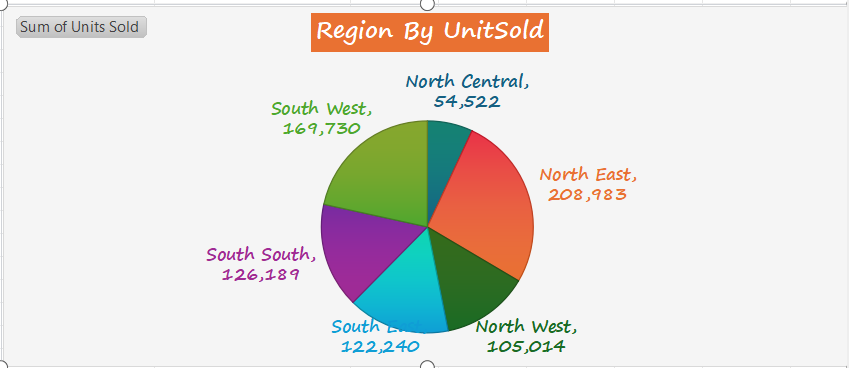 Sum of Units Sold
Region By UnitSold
North Central,
54,522
South West,
169,730
North East,
208,983
South South,
126,189
South
122,240
North West,
105,014